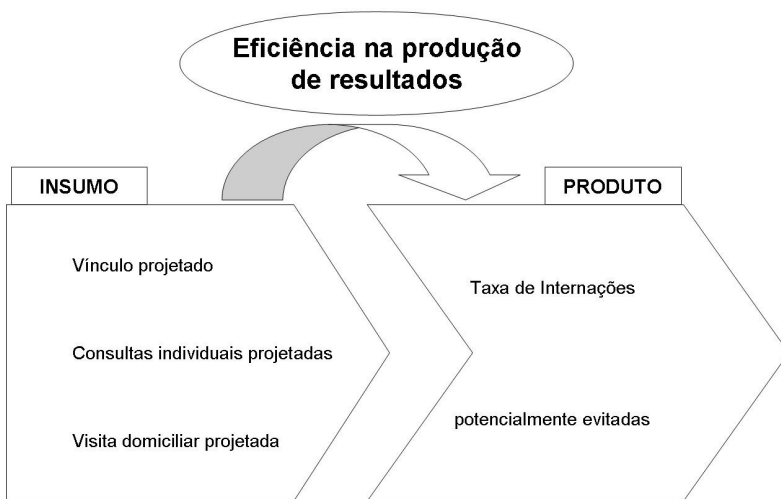 Eficiência na produção
de resultados
INSUMO
Vínculo projetado
Consultas individuais projetadas
Visita domiciliar projetada
PRODUTO
Taxa de Internações
potencialmente evitadas